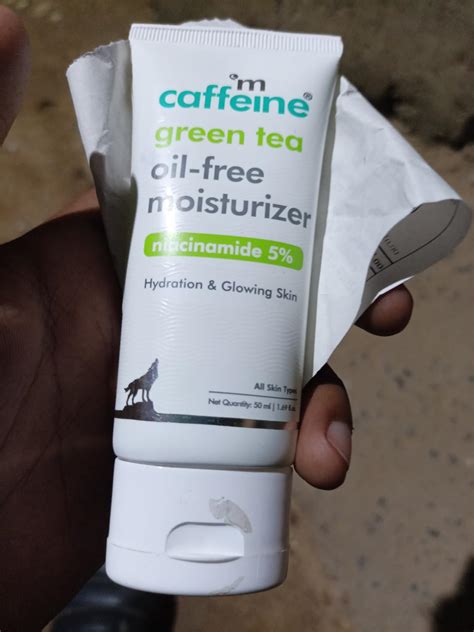 'm
caffeine®
green tea
oil-free
moisturizer
niacinamide 5%
Hydration & Glowing Skin
All Skin Types
Net Quantity: 50 ml | 1.69 fl.